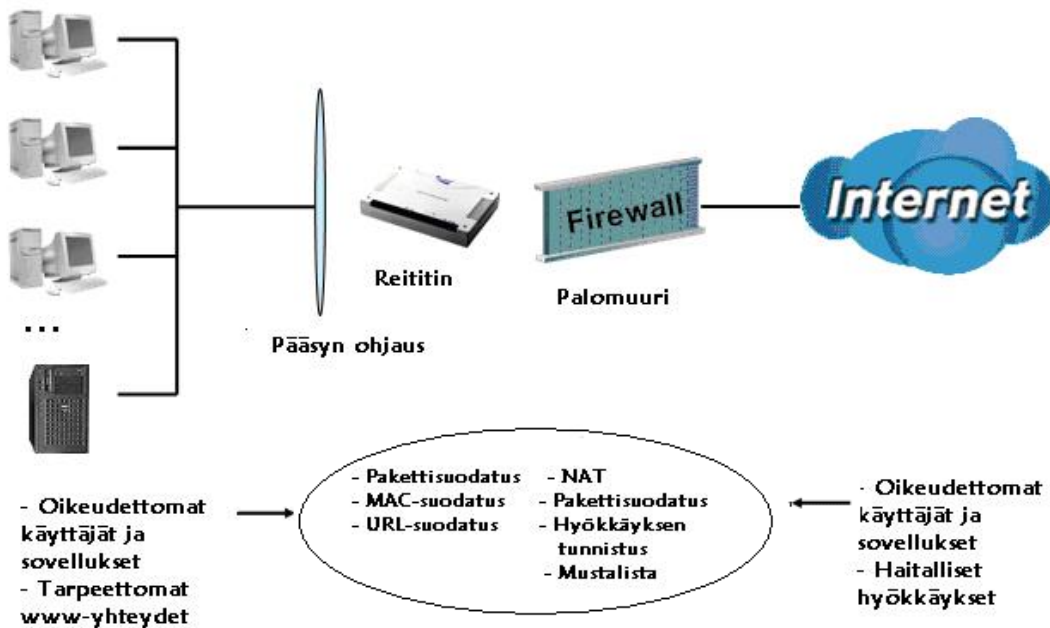 Firewall
Internet
Reititin
Palomuuri
...
Pääsyn ohjaus
- Oikeudettomat
käyttäjät ja
sovellukset
- Tarpeettomat
www-yhteydet
- Pakettisuodatus
- MAC-suodatus
- URL-suodatus
- NAT
- Pakettisuodatus
- Hyökkäyksen
tunnistus
- Mustalista
- Oikeudettomat
käyttäjät ja
sovellukset
- Haitalliset
hyökkäykset